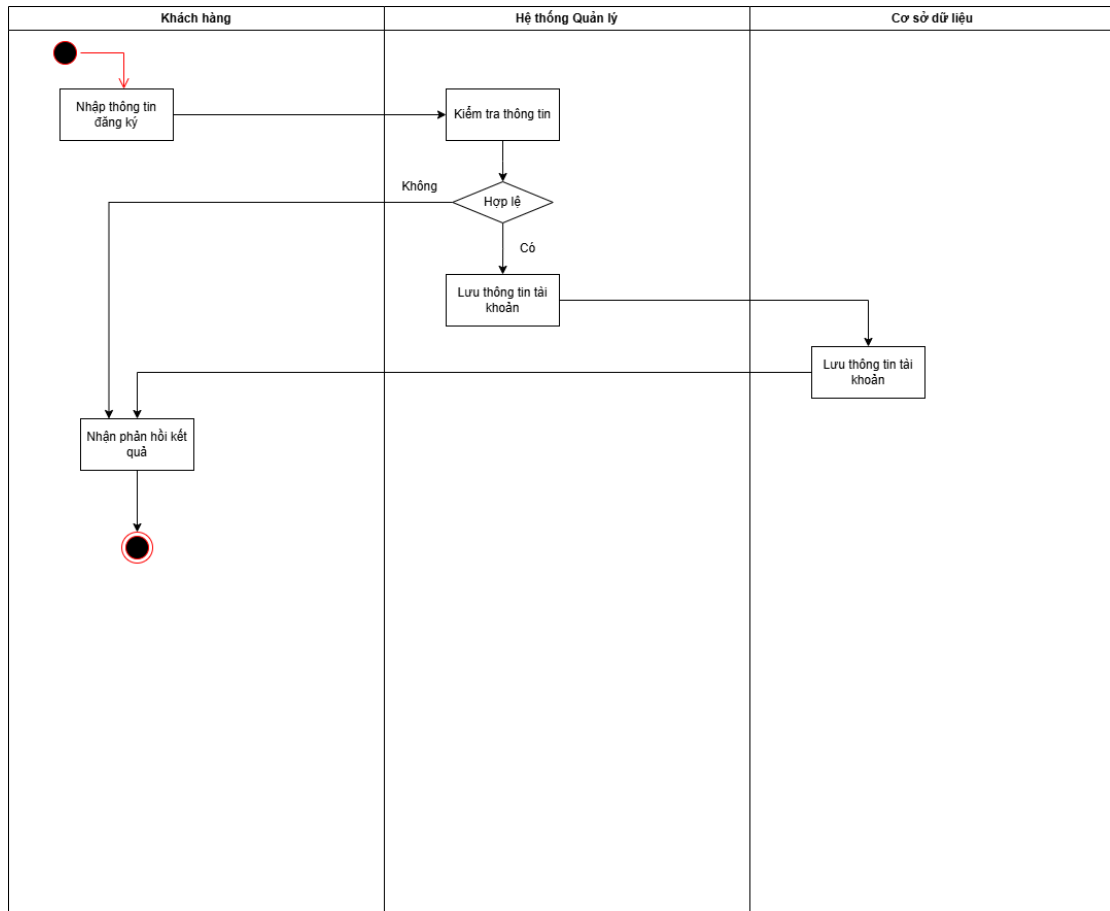 Khách hàng
Hệ thống Quản lý
Cơ sở dữ liệu
Nhập thông tin
đăng ký
Kiểm tra thông tin
Không
Hợp lệ
Có
Lưu thông tin tài
khoản
Lưu thông tin tài
khoản
Nhận phản hồi kết
quả